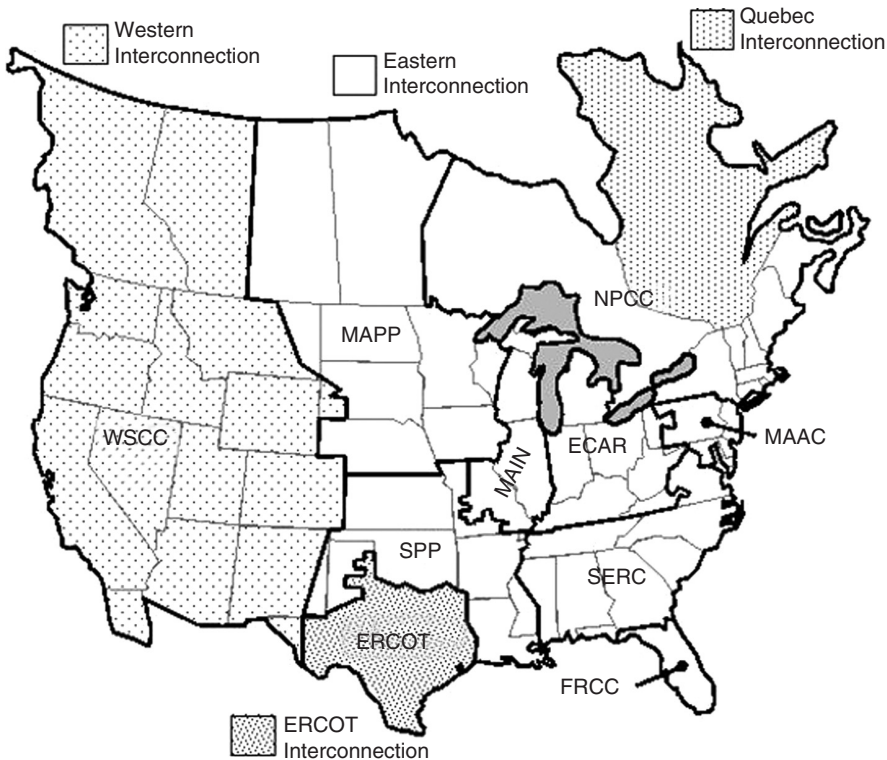 Western
Interconnection
Eastern
Interconnection
Quebec
Interconnection
NPCC
MAPP
WSCC
MAIN
ECAR
MAAC
SPP
SERC
ERCOT
FRCC
ERCOT
Interconnection